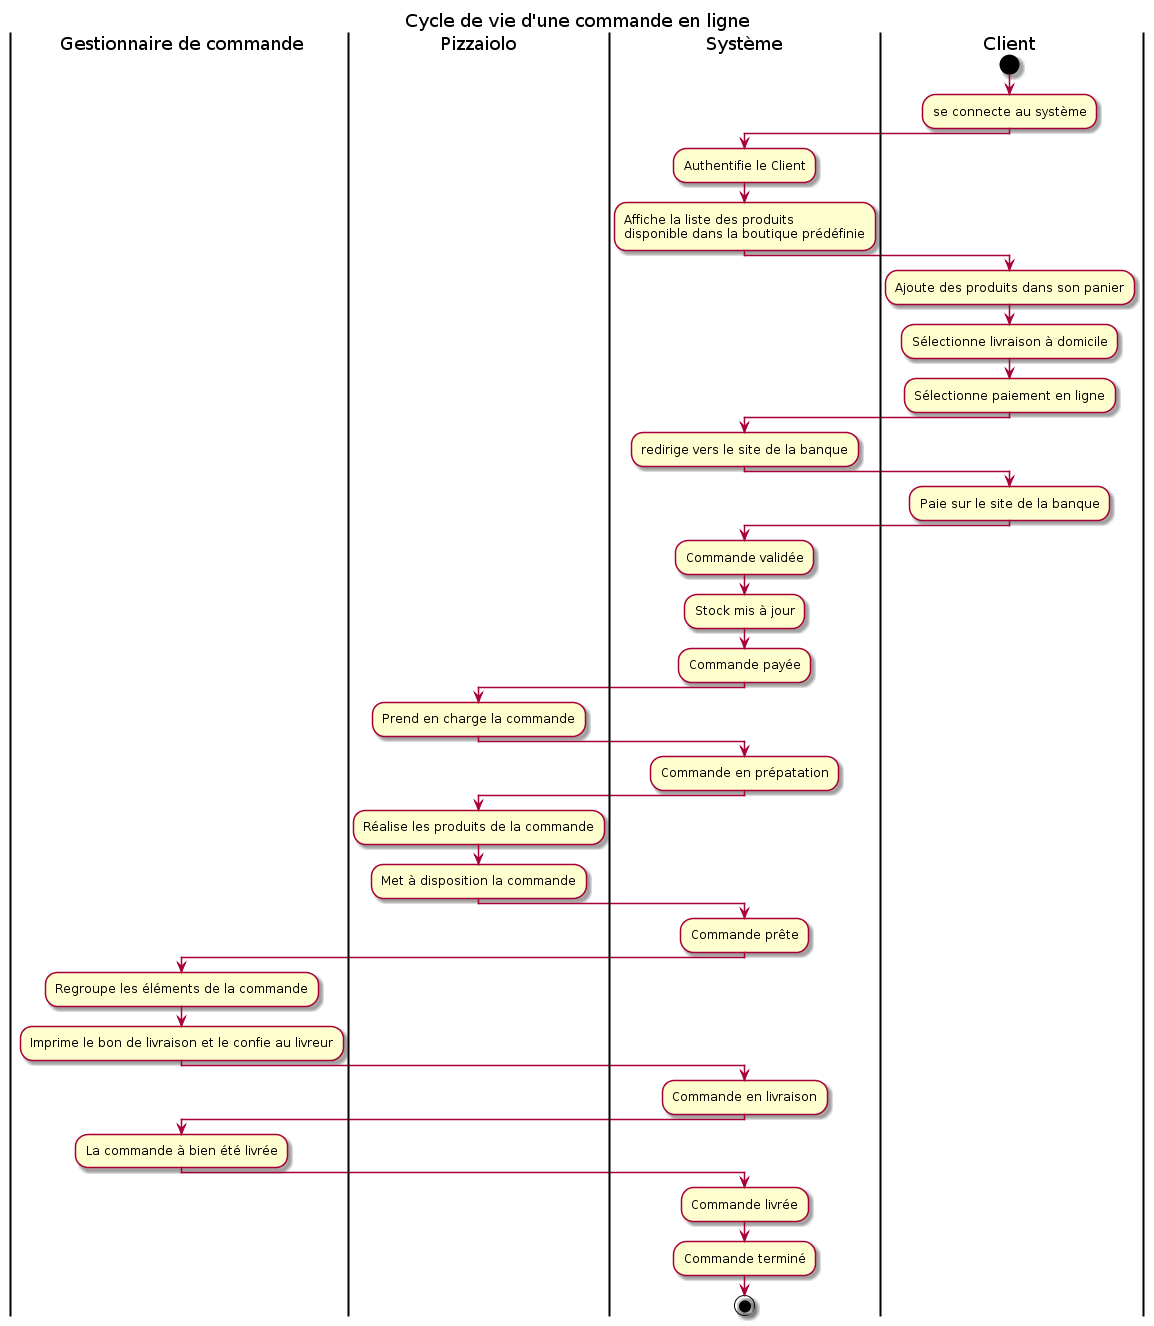 Cycle de vie d'une commande en ligne
Gestionnaire de commande
Pizzaiolo
Système
Client
se connecte au système
Authentifie le Client
Affiche la liste des produits
disponible dans la boutique prédéfinie
Ajoute des produits dans son panier
Sélectionne livraison à domicile
Sélectionne paiement en ligne
redirige vers le site de la banque
Paie sur le site de la banque
Commande validée
Stock mis à jour
Commande payée
Prend en charge la commande
Commande en prépatation
Réalise les produits de la commande
Met à disposition la commande
Commande prête
Regroupe les éléments de la commande
Imprime le bon de livraison et le confie au livreur
Commande en livraison
La commande à bien été livrée
Commande livrée
Commande terminé